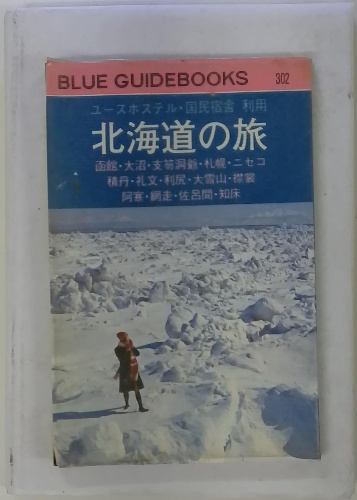 BLUE GUIDEBOOKS 302
ユースホステル・国民宿舎 利用
北海道の旅
函館・大沼・支笏洞爺・札幌・ニセコ
積丹・礼文・利尻・大雪山・襟裳
阿寒・網走・佐呂間・知床